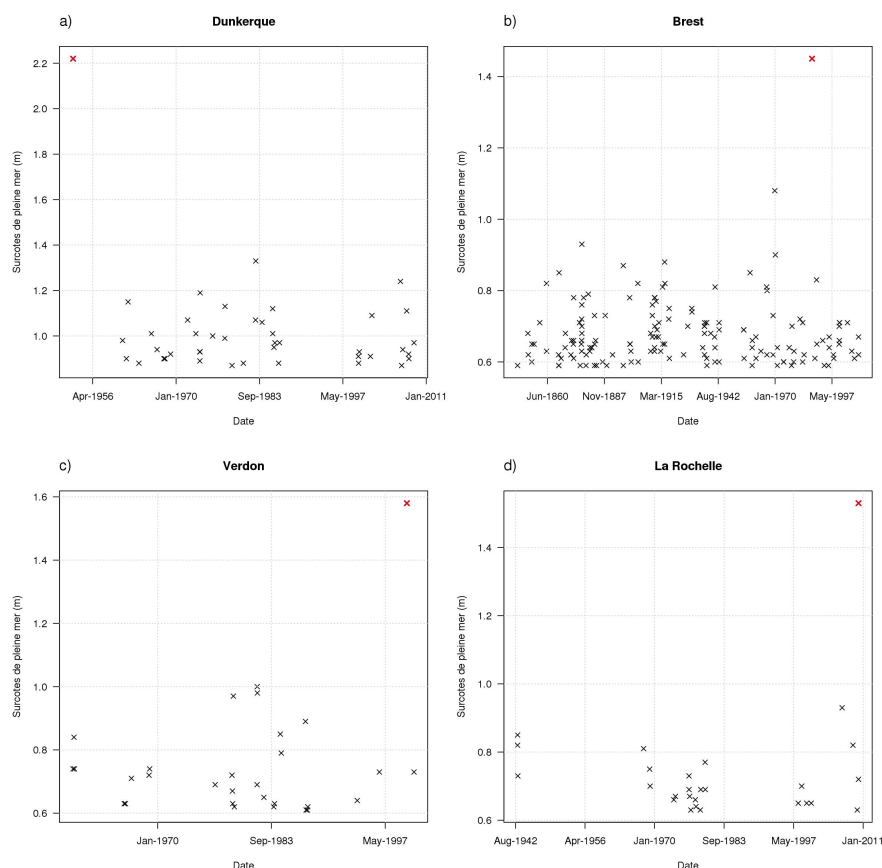 a)
Dunkerque
Surcotes de pleine mer (m)
2.2
2.0
1.8
1.6
1.4
1.2
1.0
Apr-1956 Jan-1970 Sep-1983 May-1997 Jan-2011
Date
b)
Brest
Surcotes de pleine mer (m)
1.4
1.2
1.0
0.8
0.6
Jun-1860 Nov-1887 Mar-1915 Aug-1942 Jan-1970 May-1997
Date
c)
Verdon
Surcotes de pleine mer (m)
1.6
1.4
1.2
1.0
0.8
0.6
Jan-1970 Sep-1983 May-1997
Date
d)
La Rochelle
Surcotes de pleine mer (m)
1.4
1.2
1.0
0.8
0.6
Aug-1942 Apr-1956 Jan-1970 Sep-1983 May-1997 Jan-2011
Date